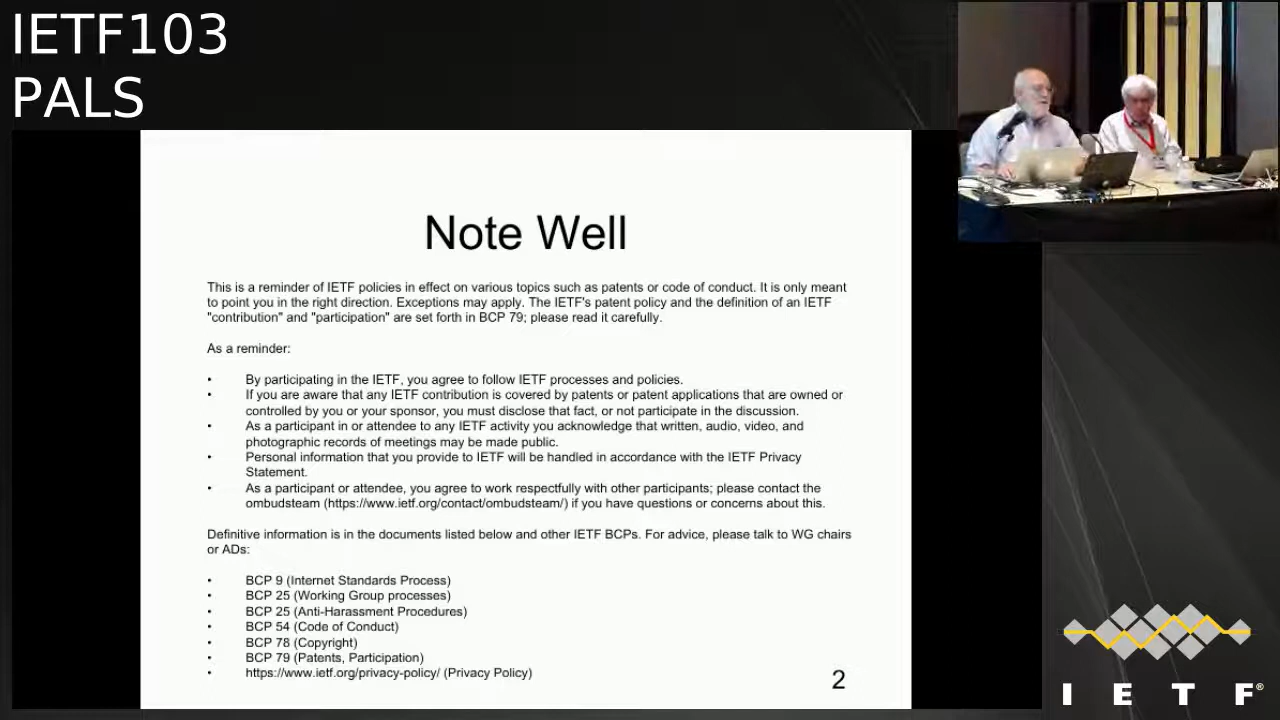 IETF103
PALS
Note Well
This is a reminder of IETF policies in effect on various topics such as patents or code of conduct. It is only meant
to point you in the right direction. Exceptions may apply. The IETF's patent policy and the definition of an IETF
"contribution" and "participation" are set forth in BCP 79; please read it carefully.
As a reminder:
• By participating in the IETF, you agree to follow IETF processes and policies.
• If you are aware that any IETF contribution is covered by patents or patent applications that are owned or
controlled by you or your sponsor, you must disclose that fact, or not participate in the discussion.
• As a participant in or attendee to any IETF activity you acknowledge that written, audio, video, and
photographic records of meetings may be made public.
• Personal information that you provide to IETF will be handled in accordance with the IETF Privacy
Statement.
• As a participant or attendee, you agree to work respectfully with other participants; please contact the
ombudsteam (https://www.ietf.org/contact/ombudsteam/) if you have questions or concerns about this.
Definitive information is in the documents listed below and other IETF BCPs. For advice, please talk to WG chairs
or ADs:
• BCP 9 (Internet Standards Process)
• BCP 25 (Working Group processes)
• BCP 25 (Anti-Harassment Procedures)
• BCP 54 (Code of Conduct)
• BCP 78 (Copyright)
• BCP 79 (Patents, Participation)
• https://www.ietf.org/privacy-policy/ (Privacy Policy)
2
I E T F®